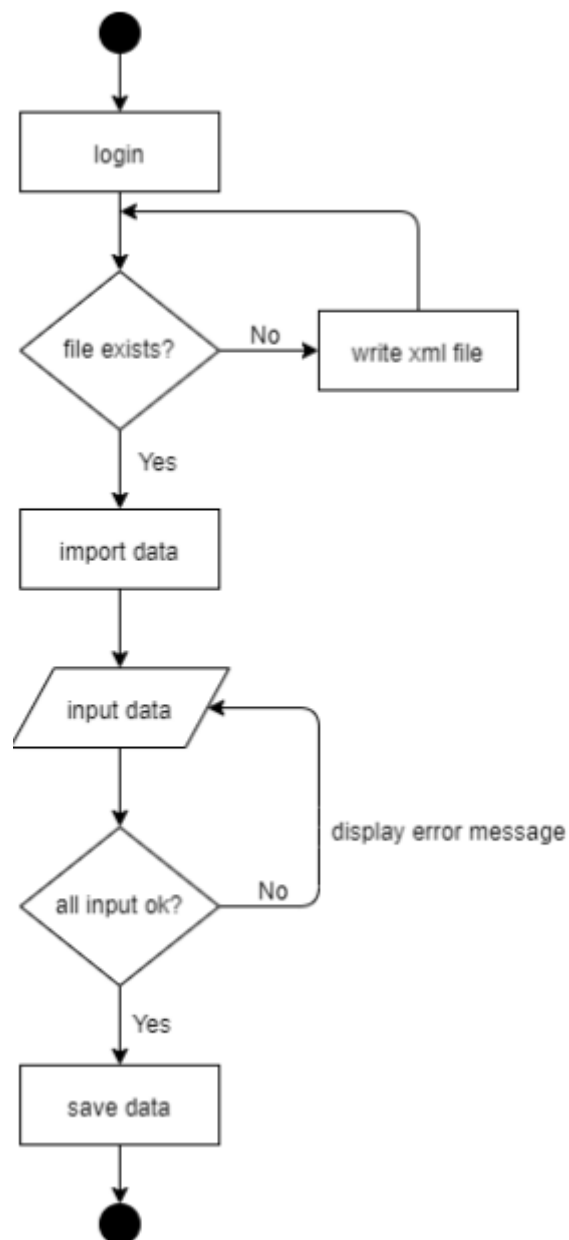 login
file exists?
No
write xml file
Yes
import data
input data
display error message
all input ok?
No
Yes
save data